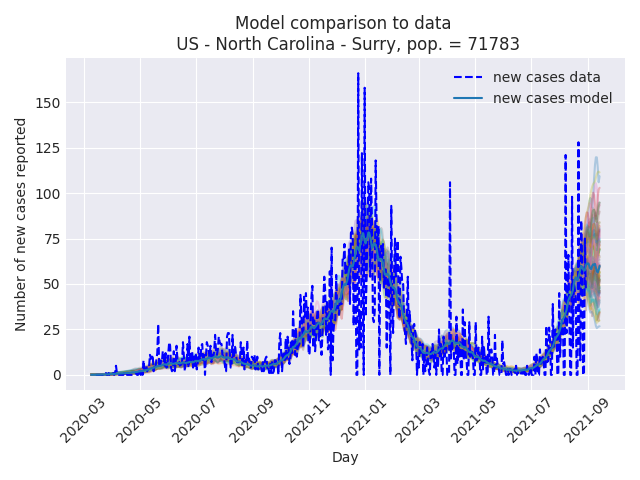 Model comparison to data
US - North Carolina - Surry, pop. = 71783
new cases data
new cases model
Number of new cases reported
150
125
100
75
50
25
0
2020-03
2020-05
2020-07
2020-09
2020-11
2021-01
2021-03
2021-05
2021-07
2021-09
Day